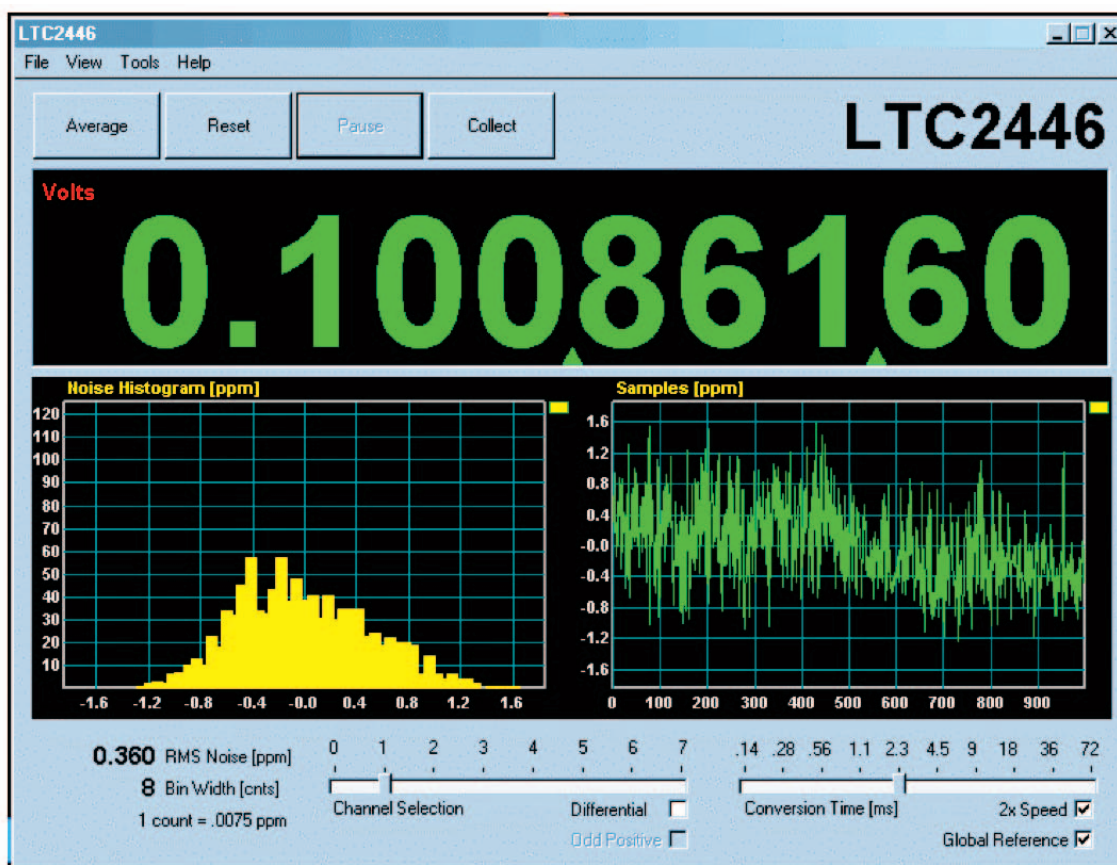 LTC2446
File View Tools Help
Average Reset Pause Collect
LTC2446
Volts
0.10086160
Noise Histogram [ppm]
120
110
100
90
80
70
60
50
40
30
20
10
-1.6 -1.2 -0.8 -0.4 -0.0 0.4 0.8 1.2 1.6
Samples [ppm]
1.6
1.2
0.8
0.4
-0.0
-0.4
-0.8
-1.2
-1.6
0 100 200 300 400 500 600 700 800 900
0.360 RMS Noise [ppm]
8 Bin Width [cnts]
1 count = .0075 ppm
0 1 2 3 4 5 6 7
Channel Selection
Differential
Odd Positive
.14 .28 .56 1.1 2.3 4.5 9 18 36 72
Conversion Time [ms]
2x Speed
Global Reference